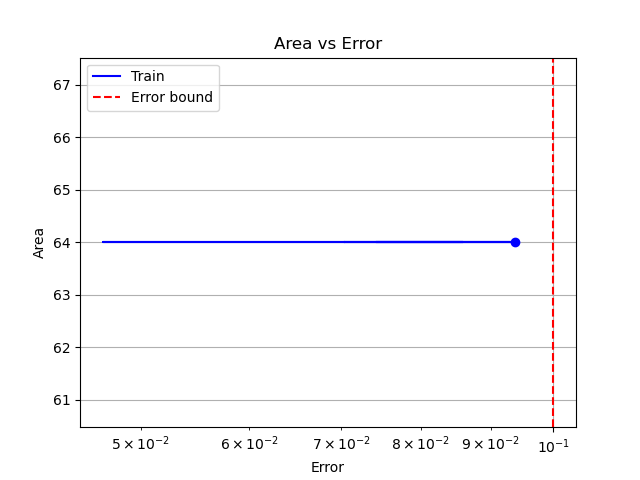 Area vs Error
Train
Error bound
67
66
65
64
63
62
61
Area
5 × 10⁻²
6 × 10⁻²
7 × 10⁻²
8 × 10⁻²
9 × 10⁻²
10⁻¹
Error